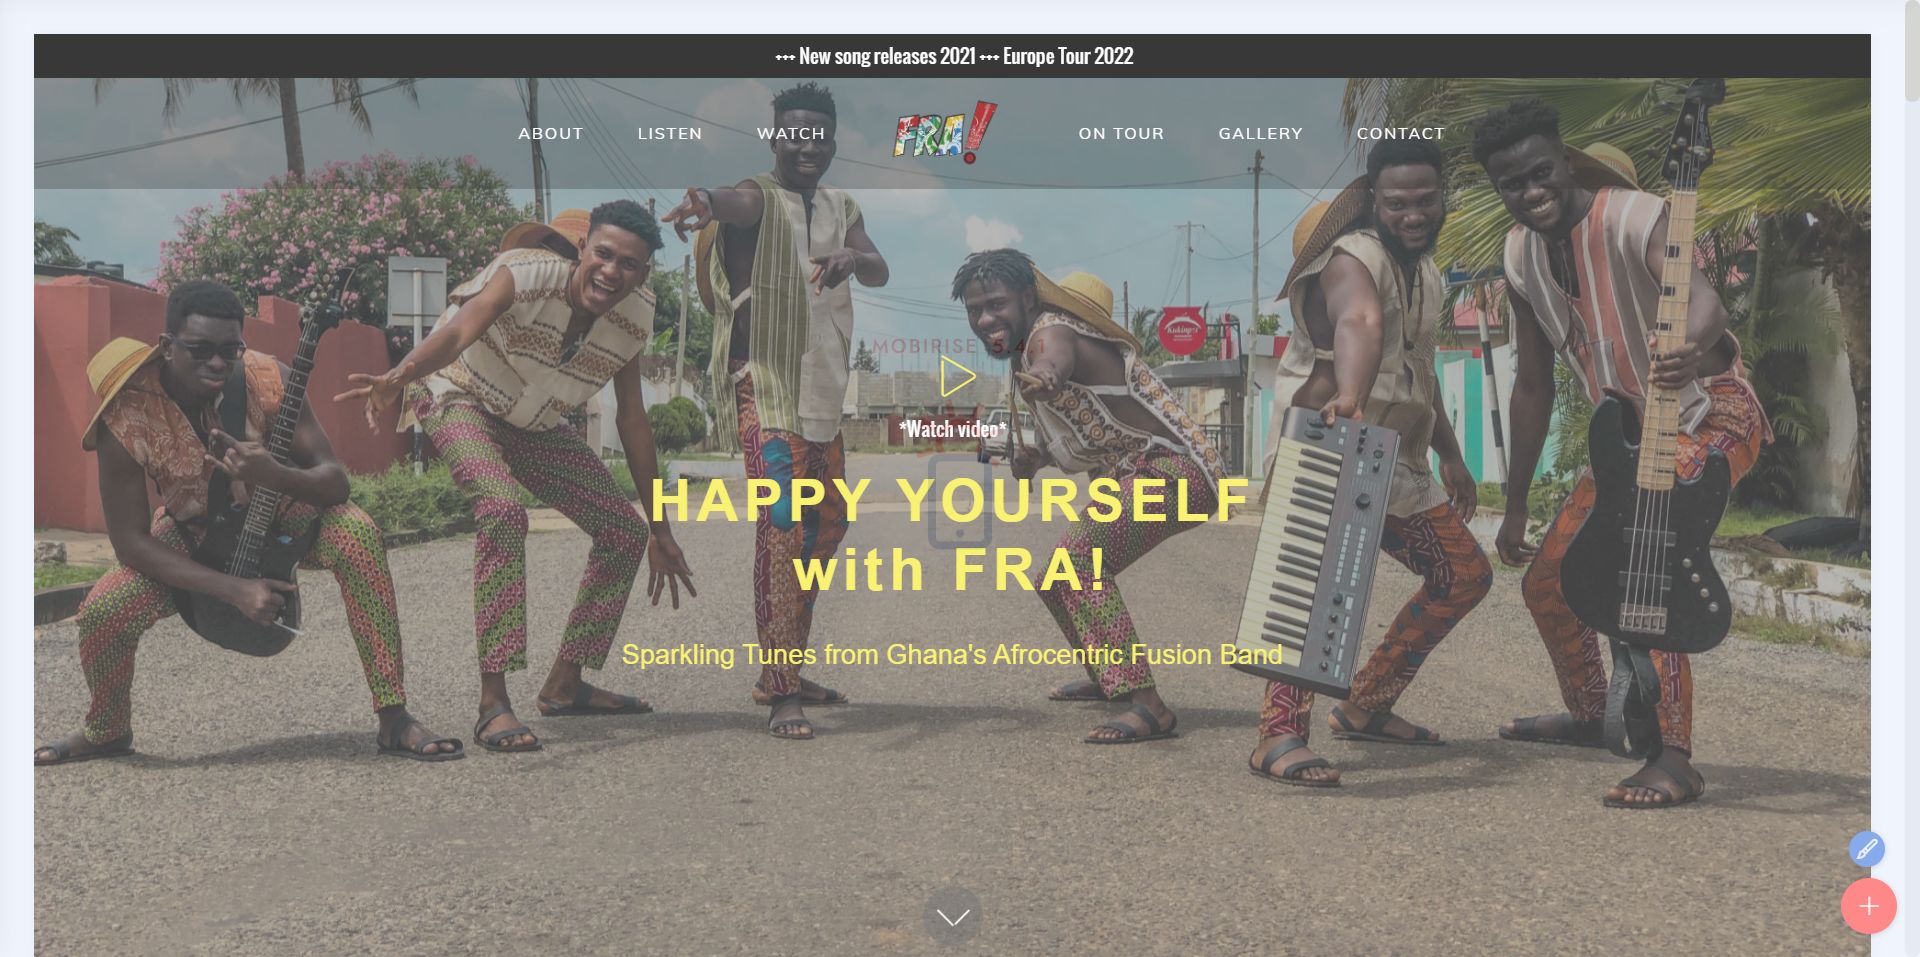 +++ New song releases 2021 +++ Europe Tour 2022
ABOUT LISTEN WATCH FRA! ON TOUR GALLERY CONTACT
Kukingx1
MOBIRISE 5.4.1
*Watch video*
HAPPY YOURSELF
with FRA!
Sparkling Tunes from Ghana's Afrocentric Fusion Band